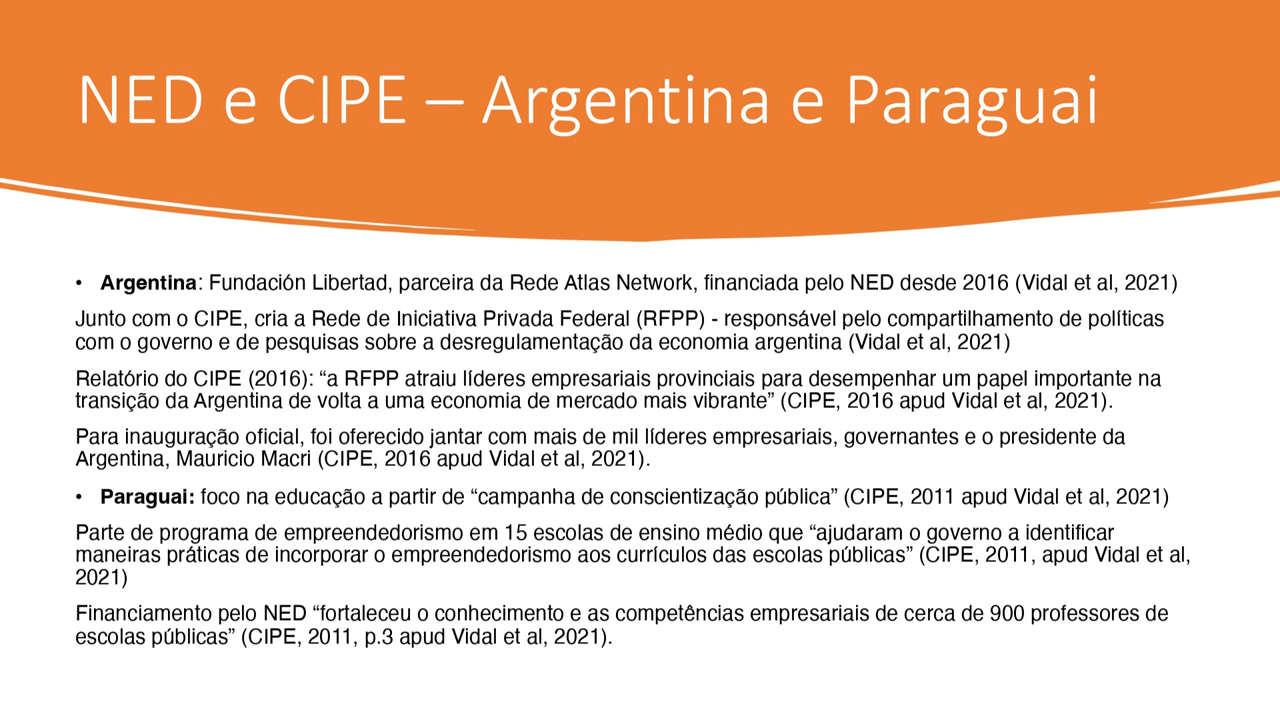 NED e CIPE – Argentina e Paraguai
• Argentina: Fundación Libertad, parceira da Rede Atlas Network, financiada pelo NED desde 2016 (Vidal et al, 2021)
Junto com o CIPE, cria a Rede de Iniciativa Privada Federal (RFPP) - responsável pelo compartilhamento de políticas
com o governo e de pesquisas sobre a desregulamentação da economia argentina (Vidal et al, 2021)
Relatório do CIPE (2016): “a RFPP atraiu líderes empresariais provinciais para desempenhar um papel importante na
transição da Argentina de volta a uma economia de mercado mais vibrante” (CIPE, 2016 apud Vidal et al, 2021).
Para inauguração oficial, foi oferecido jantar com mais de mil líderes empresariais, governantes e o presidente da
Argentina, Mauricio Macri (CIPE, 2016 apud Vidal et al, 2021).
• Paraguai: foco na educação a partir de “campanha de conscientização pública” (CIPE, 2011 apud Vidal et al, 2021)
Parte de programa de empreendedorismo em 15 escolas de ensino médio que “ajudaram o governo a identificar
maneiras práticas de incorporar o empreendedorismo aos currículos das escolas públicas” (CIPE, 2011, apud Vidal et al,
2021)
Financiamento pelo NED “fortaleceu o conhecimento e as competências empresariais de cerca de 900 professores de
escolas públicas” (CIPE, 2011, p.3 apud Vidal et al, 2021).